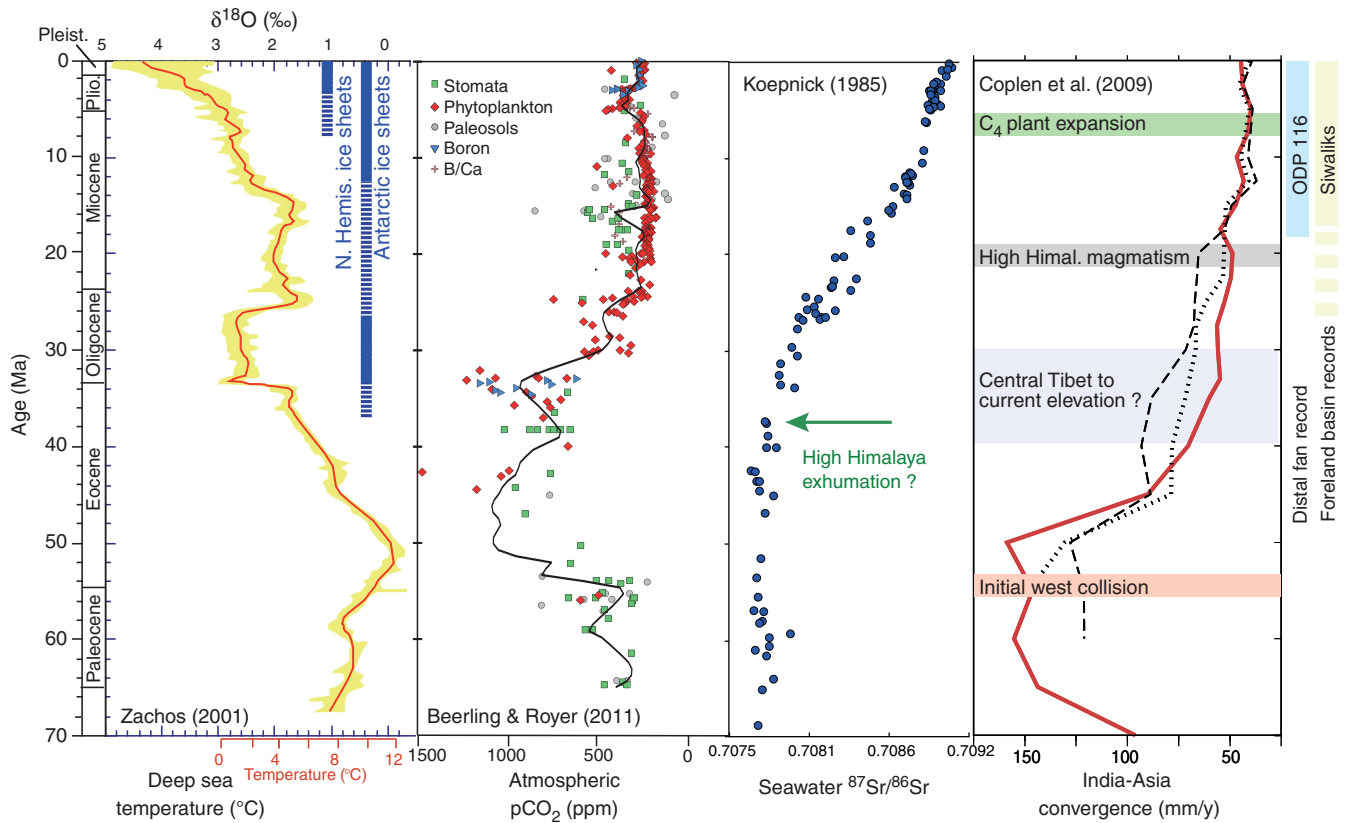 δ18O (‰)
Pleist.
5 4 3 2 1 0
0
10
20
30
40
50
60
70
Age (Ma)
Pliol.
Miocene
Oligocene
Eocene
Paleocene
N. Hemis. ice sheets
Antarctic ice sheets
Zachos (2001)
0 4 8 12
Temperature (°C)
Deep sea
temperature (°C)
Stomata
Phytoplankton
Paleosols
Boron
B/Ca
Beerling & Royer (2011)
1500 1000 500 0
Atmospheric
pCO2 (ppm)
Koepnick (1985)
High Himalaya
exhumation ?
0.7075 0.7081 0.7086 0.7092
Seawater 87Sr/86Sr
Coplen et al. (2009)
C4 plant expansion
High Himal. magmatism
Central Tibet to
current elevation ?
Initial west collision
150 100 50
India-Asia
convergence (mm/y)
ODP 116
Distal fan record
Siwaliks
Foreland basin records